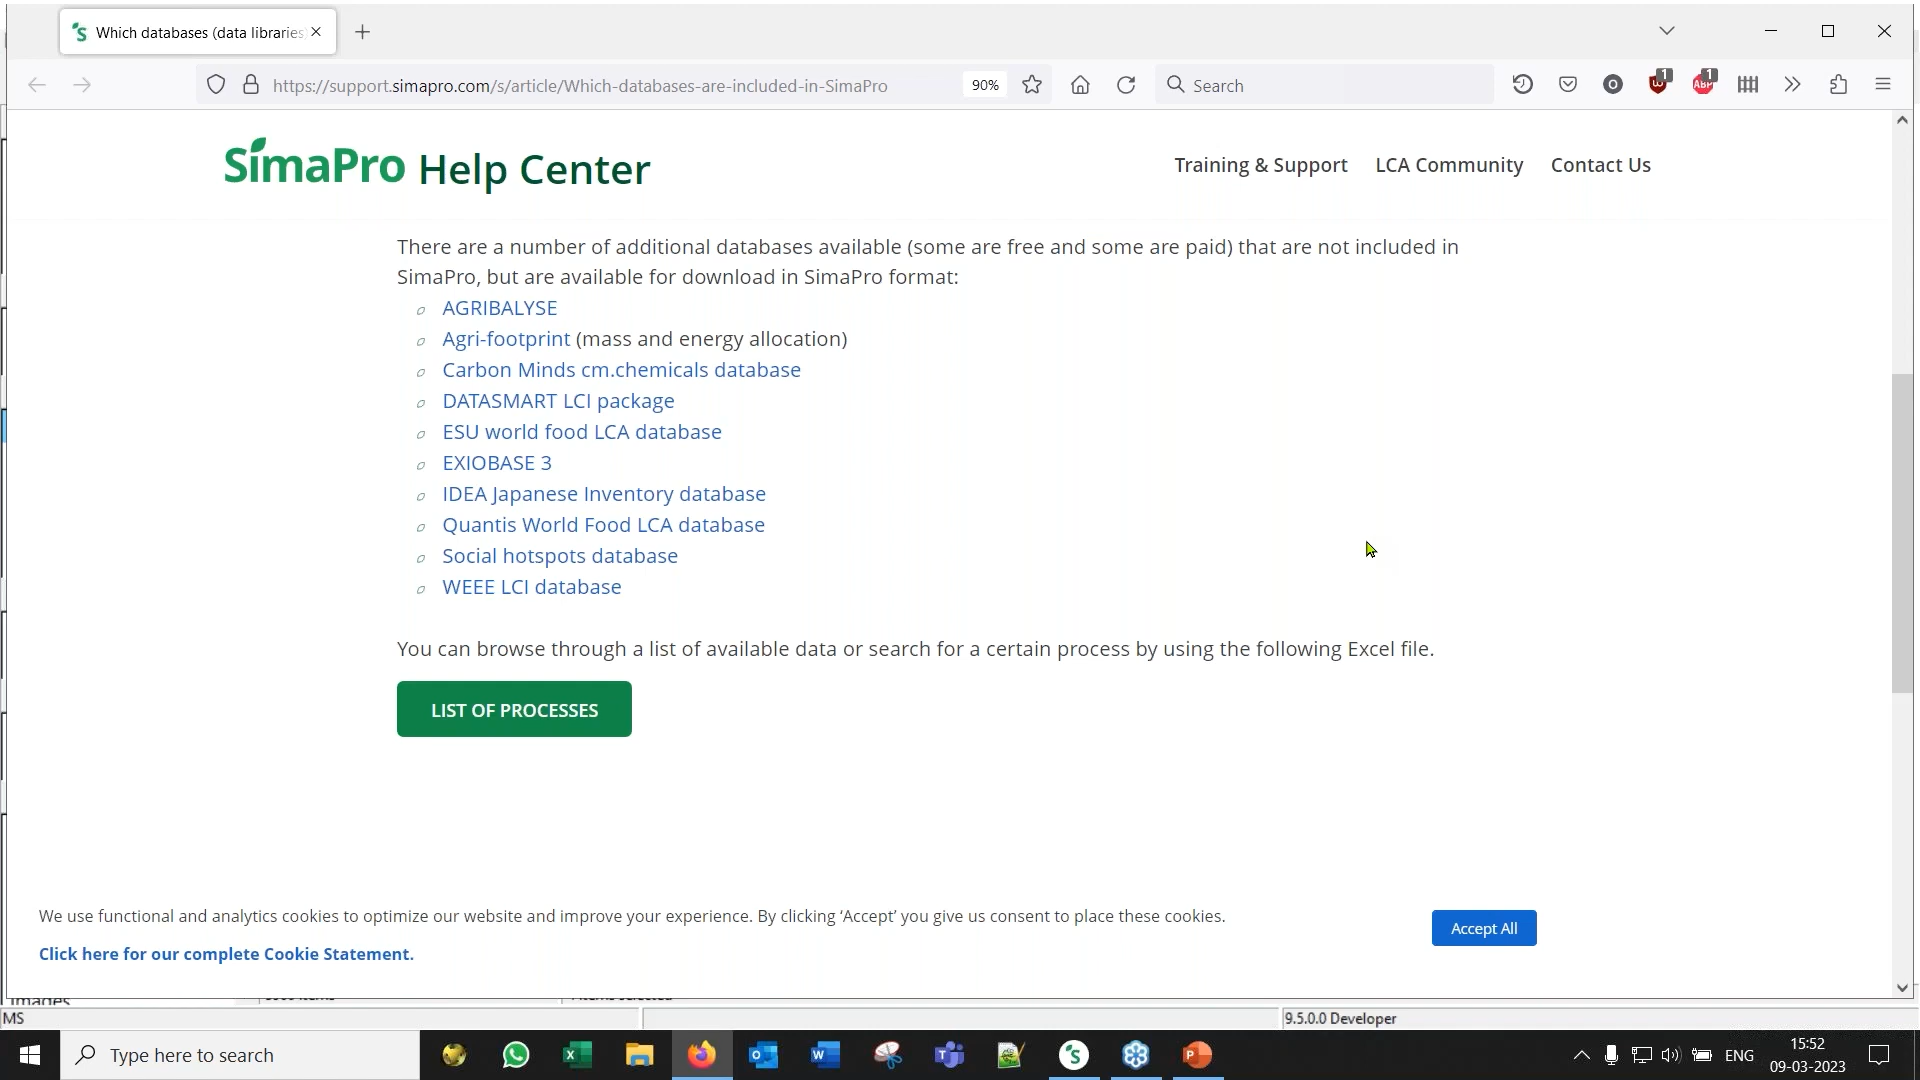 Which databases (data libraries
https://support.simapro.com/s/article/Which-databases-are-included-in-SimaPro
90%
Search
1
1
SimaPro Help Center
Training & Support
LCA Community
Contact Us
There are a number of additional databases available (some are free and some are paid) that are not included in
SimaPro, but are available for download in SimaPro format:
AGRIBALYSE
Agri-footprint (mass and energy allocation)
Carbon Minds cm.chemicals database
DATASMART LCI package
ESU world food LCA database
EXIOBASE 3
IDEA Japanese Inventory database
Quantis World Food LCA database
Social hotspots database
WEEE LCI database
You can browse through a list of available data or search for a certain process by using the following Excel file.
LIST OF PROCESSES
We use functional and analytics cookies to optimize our website and improve your experience. By clicking ‘Accept’ you give us consent to place these cookies.
Click here for our complete Cookie Statement.
Accept All
MS
9.5.0.0 Developer
Type here to search
ENG
15:52
09-03-2023